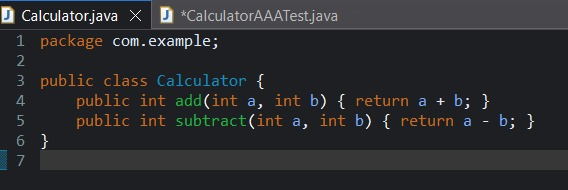 Calculator.java
*CalculatorAAATest.java
1 package com.example;
2
3 public class Calculator {
4     public int add(int a, int b) { return a + b; }
5     public int subtract(int a, int b) { return a - b; }
6 }
7